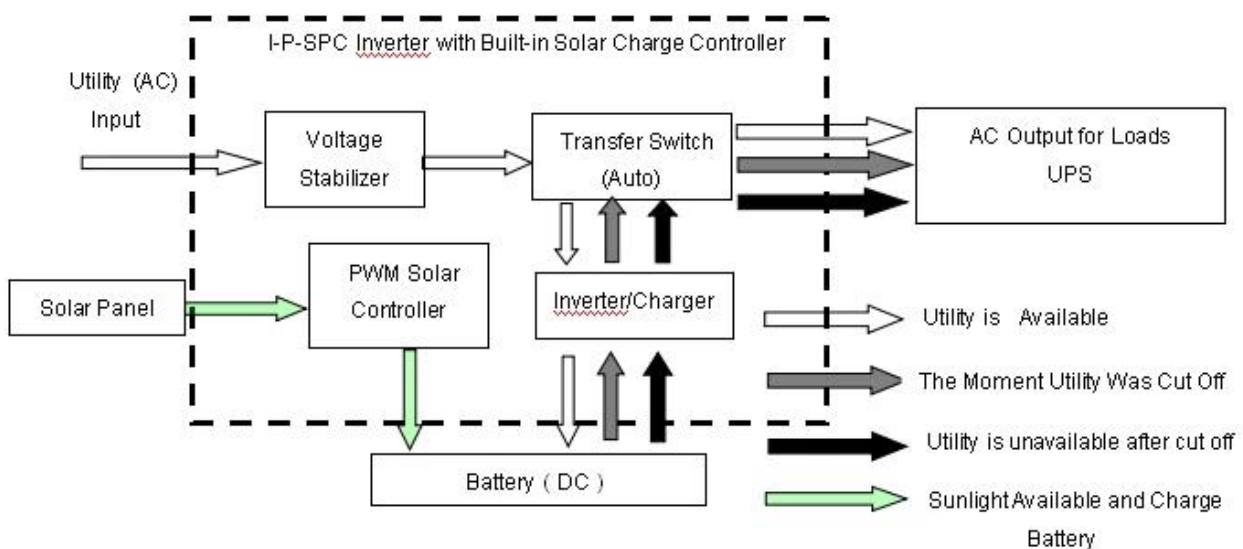 I-P-SPC Inverter with Built-in Solar Charge Controller
Utility (AC)
Input
Voltage
Stabilizer
Transfer Switch
(Auto)
AC Output for Loads
UPS
Solar Panel
PWM Solar
Controller
Inverter/Charger
Battery ( DC )
Utility is Available
The Moment Utility Was Cut Off
Utility is unavailable after cut off
Sunlight Available and Charge
Battery